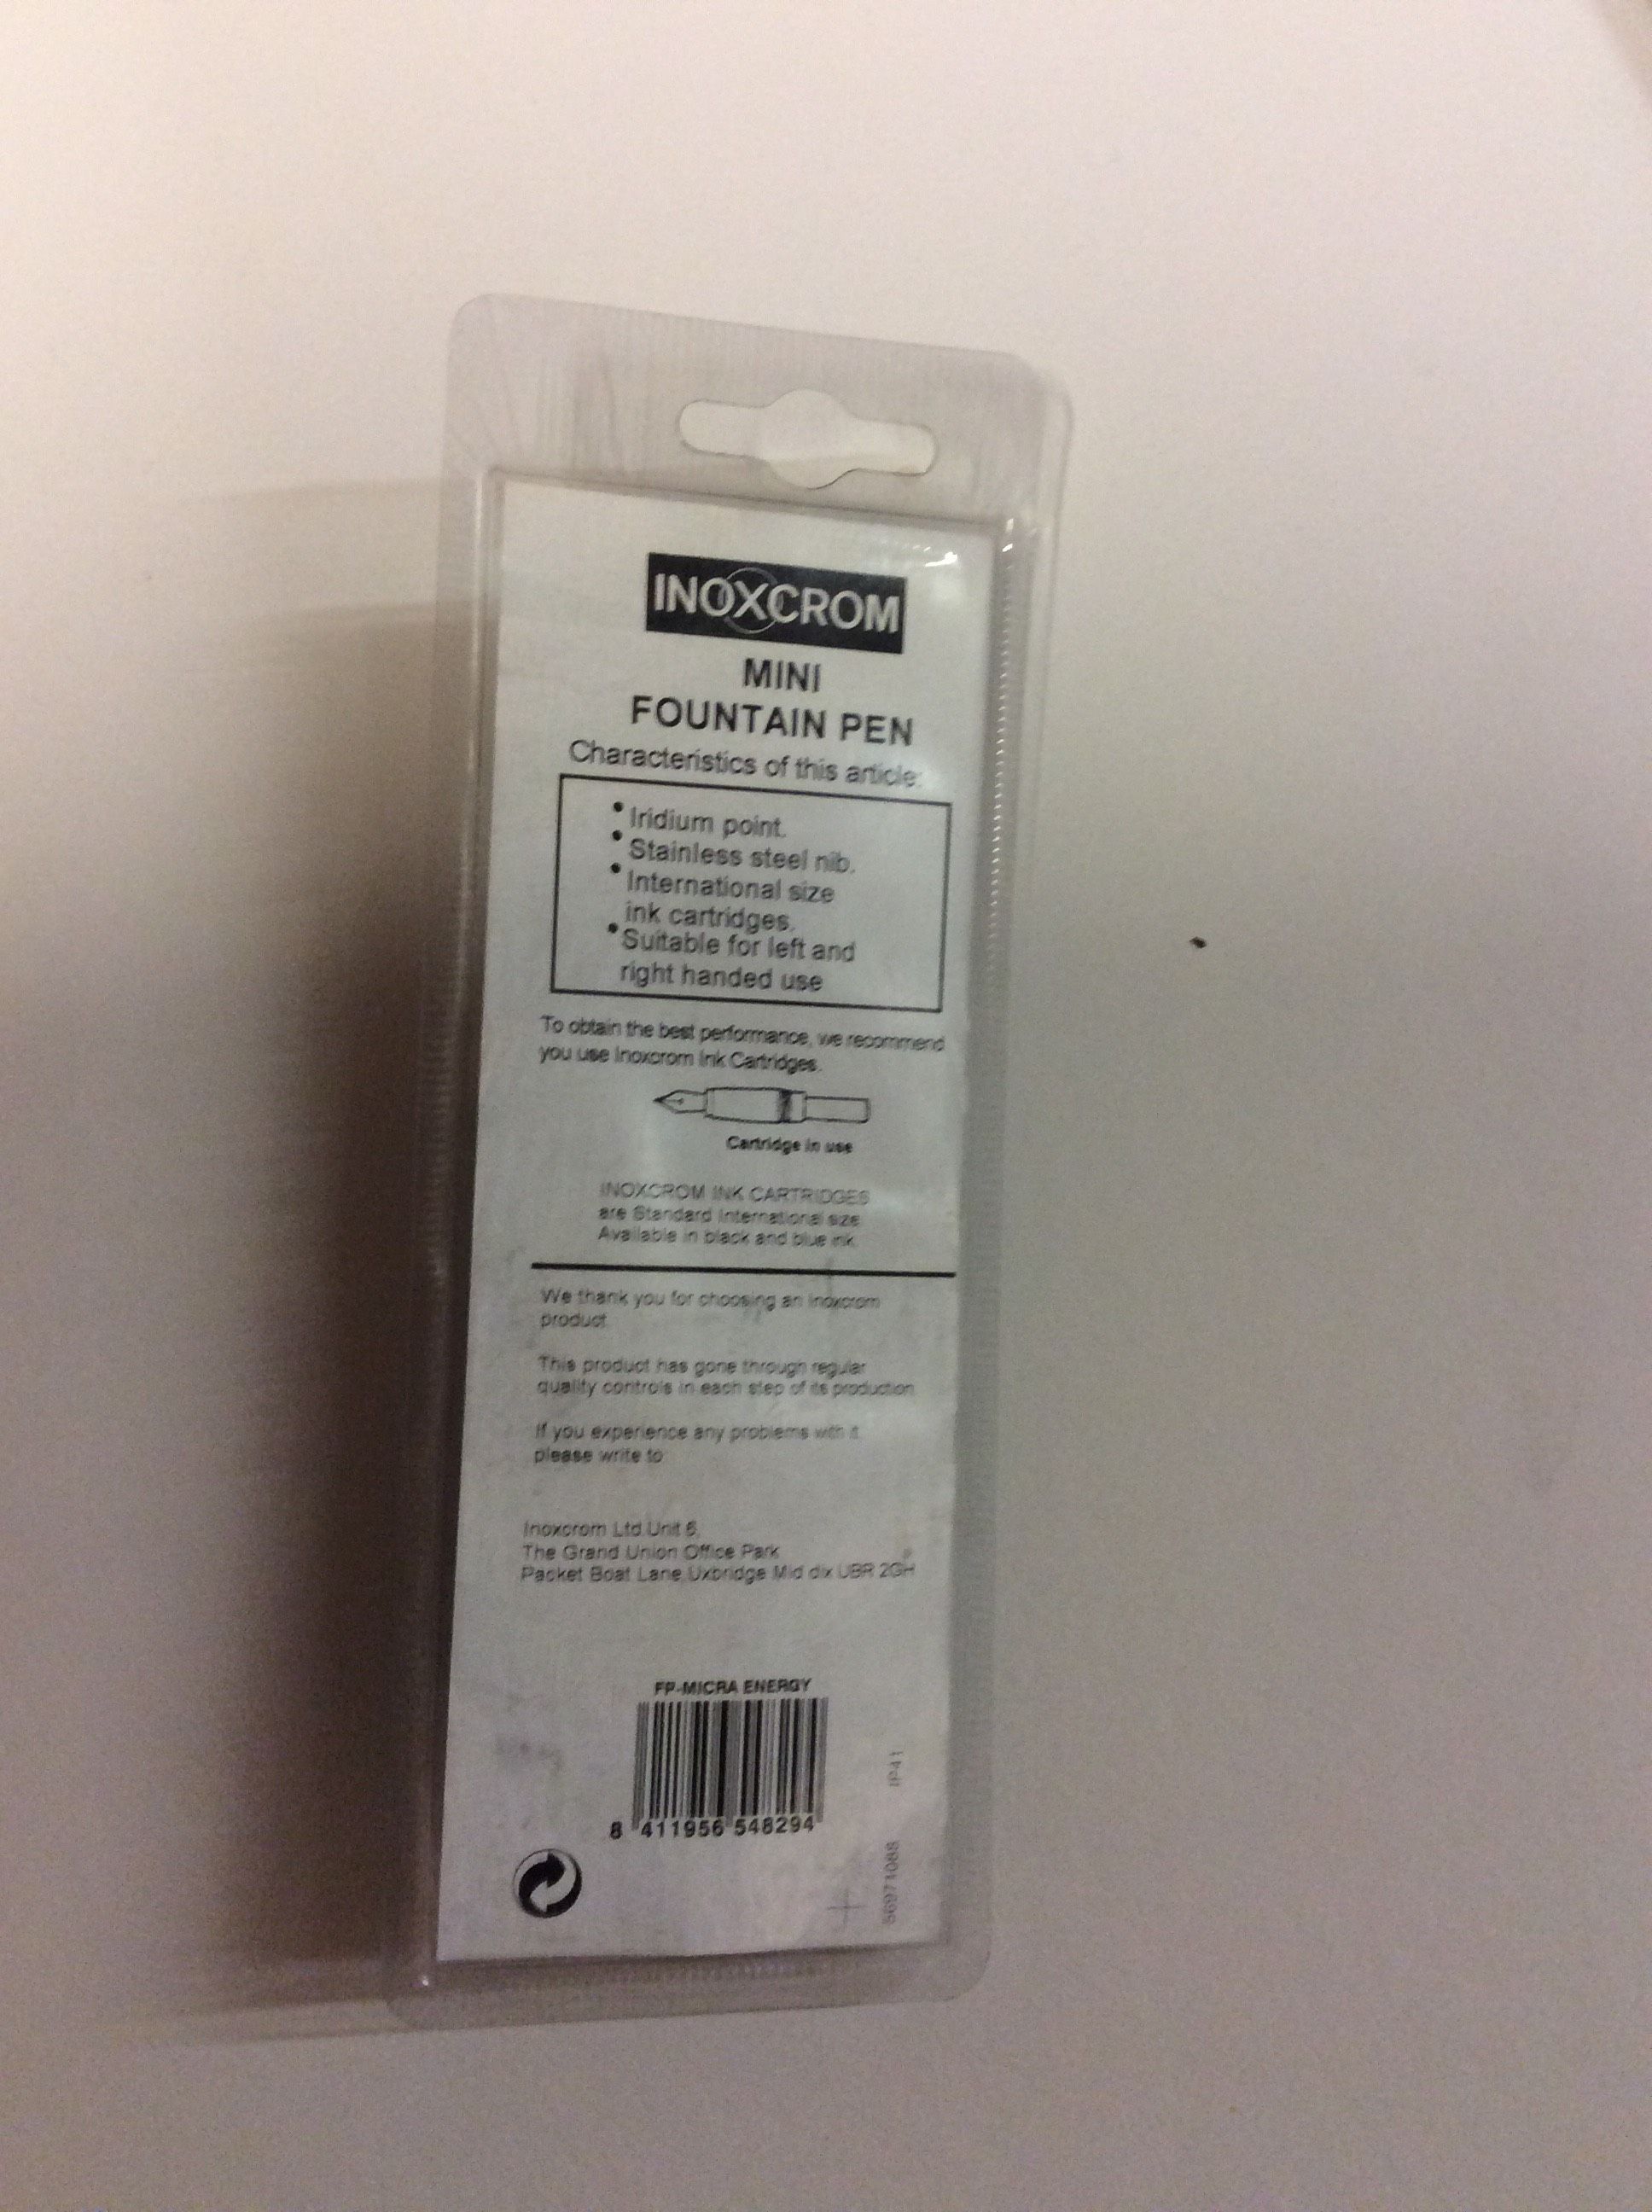 INOXCROM
MINI
FOUNTAIN PEN
Characteristics of this article:
• Iridium point.
• Stainless steel nib.
• International size
ink cartridges.
• Suitable for left and
right handed use
To obtain the best performance, we recommend
you use Inoxcrom Ink Cartridges.
Cartridge in use
INOXCROM INK CARTRIDGES
are Standard International size
Available in black and blue ink
We thank you for choosing an Inoxcrom
product
This product has gone through regular
quality controls in each step of its production
If you experience any problems with it
please write to
Inoxcrom Ltd Unit 6,
The Grand Union Office Park
Packet Boat Lane, Uxbridge Mid dlx UBR 2GH
FP-MICRA ENERGY
8 411956 548294
IP41
56971088